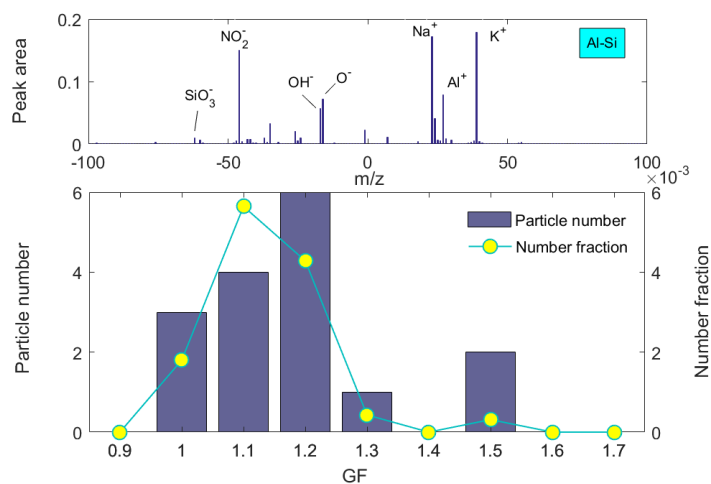 0.2
0.1
0
Peak area
NO₂⁻
SiO₃⁻
OH⁻
O⁻
Na⁺
Al⁺
K⁺
Al-Si
-100
-50
0
50
100
m/z
×10⁻³
6
4
2
0
Particle number
6
4
2
0
Number fraction
Particle number
Number fraction
0.9
1
1.1
1.2
1.3
1.4
1.5
1.6
1.7
GF